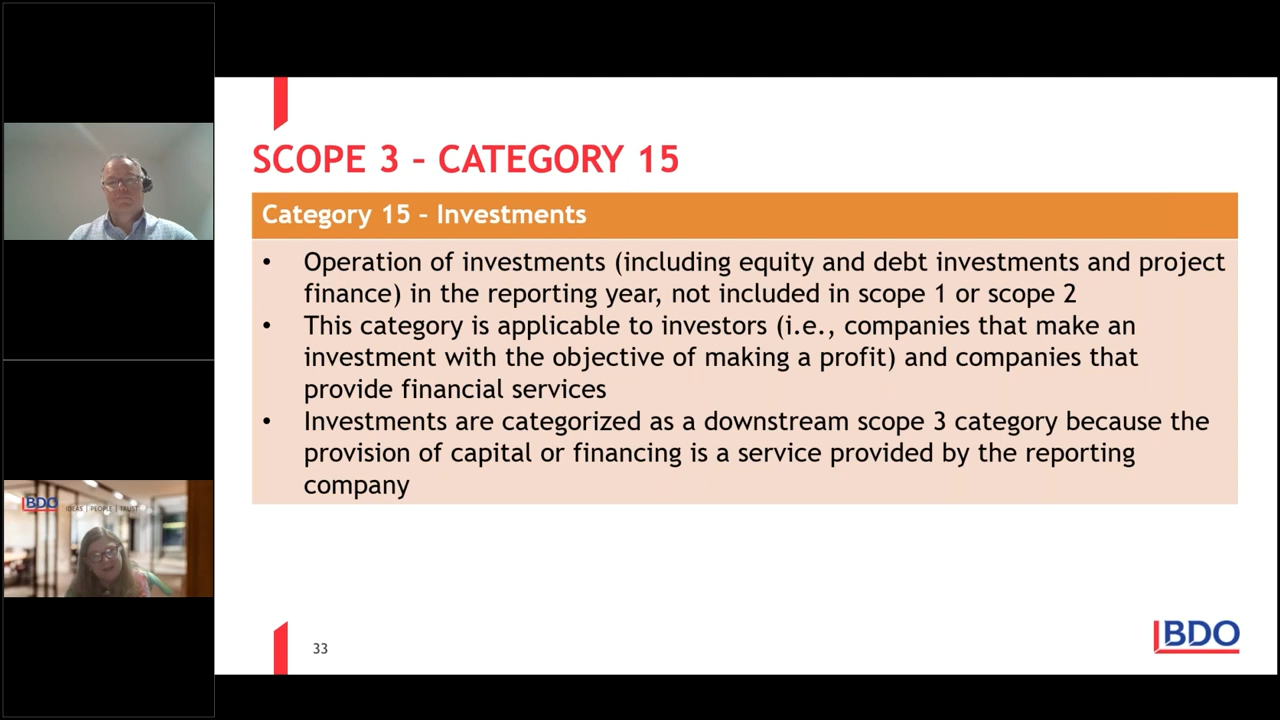 SCOPE 3 – CATEGORY 15
Category 15 – Investments
• Operation of investments (including equity and debt investments and project
finance) in the reporting year, not included in scope 1 or scope 2
• This category is applicable to investors (i.e., companies that make an
investment with the objective of making a profit) and companies that
provide financial services
• Investments are categorized as a downstream scope 3 category because the
provision of capital or financing is a service provided by the reporting
company
BDO
IDEAS | PEOPLE | TRUST
33
BDO